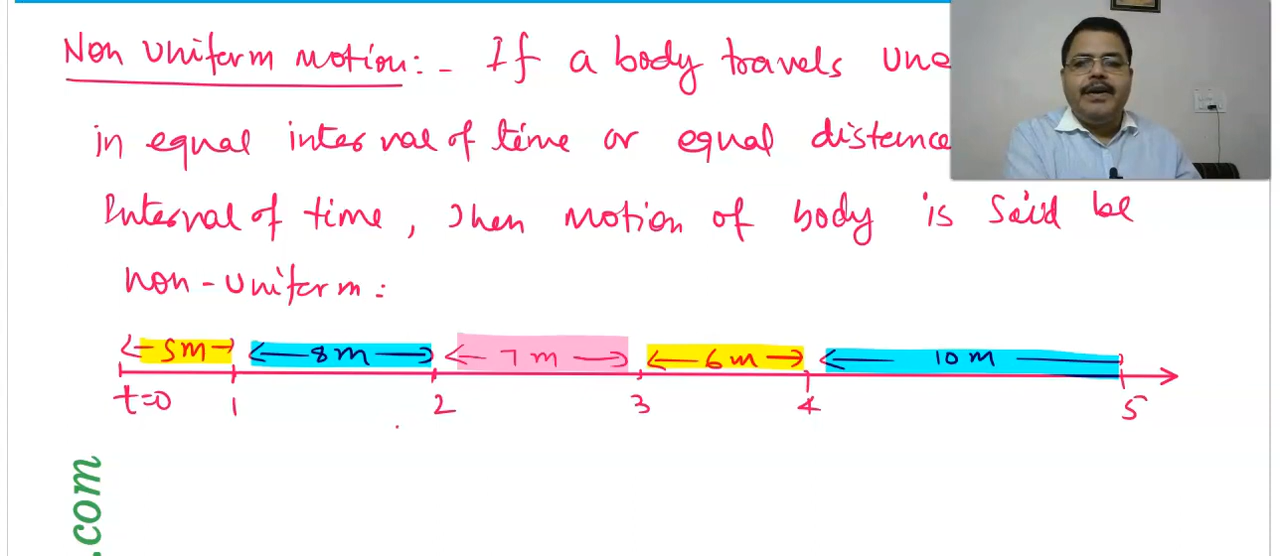 Non Uniform motion:- If a body travels une
in equal interval of time or equal distance
Interval of time, then motion of body is said be
non-uniform:
5m 8m 7m 6m 10m
t=0 1 2 3 4 5
.com